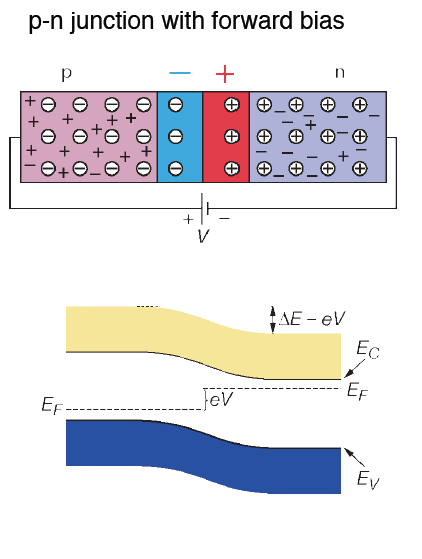 p-n junction with forward bias
p − + n
+ −
V
ΔE – eV
E_C
E_F
eV
E_F
E_V